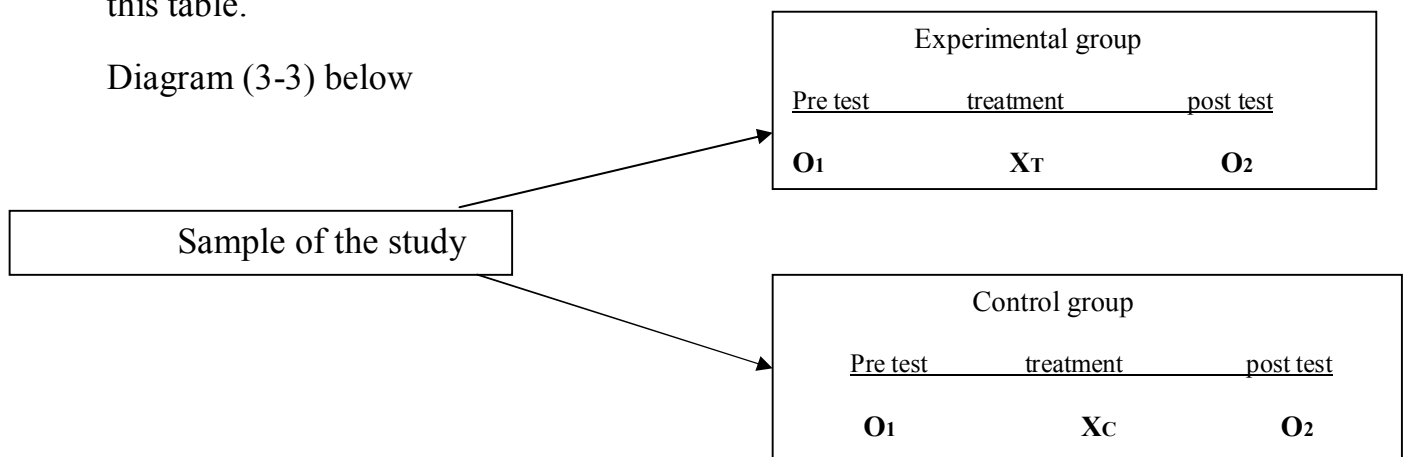 this table.
Diagram (3-3) below
Experimental group
Pre test treatment post test
O1 XT O2
Sample of the study
Control group
Pre test treatment post test
O1 XC O2